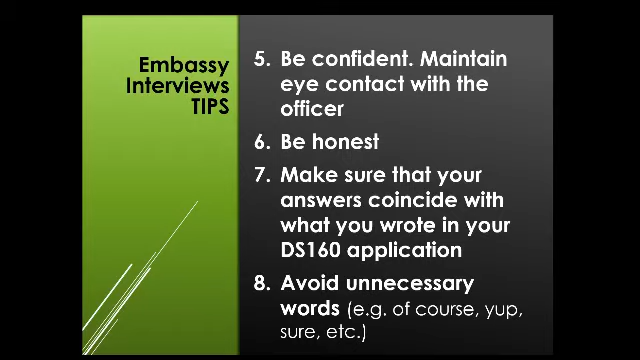 Embassy
Interviews
TIPS
5. Be confident. Maintain
eye contact with the
officer
6. Be honest
7. Make sure that your
answers coincide with
what you wrote in your
DS160 application
8. Avoid unnecessary
words (e.g. of course, yup,
sure, etc.)